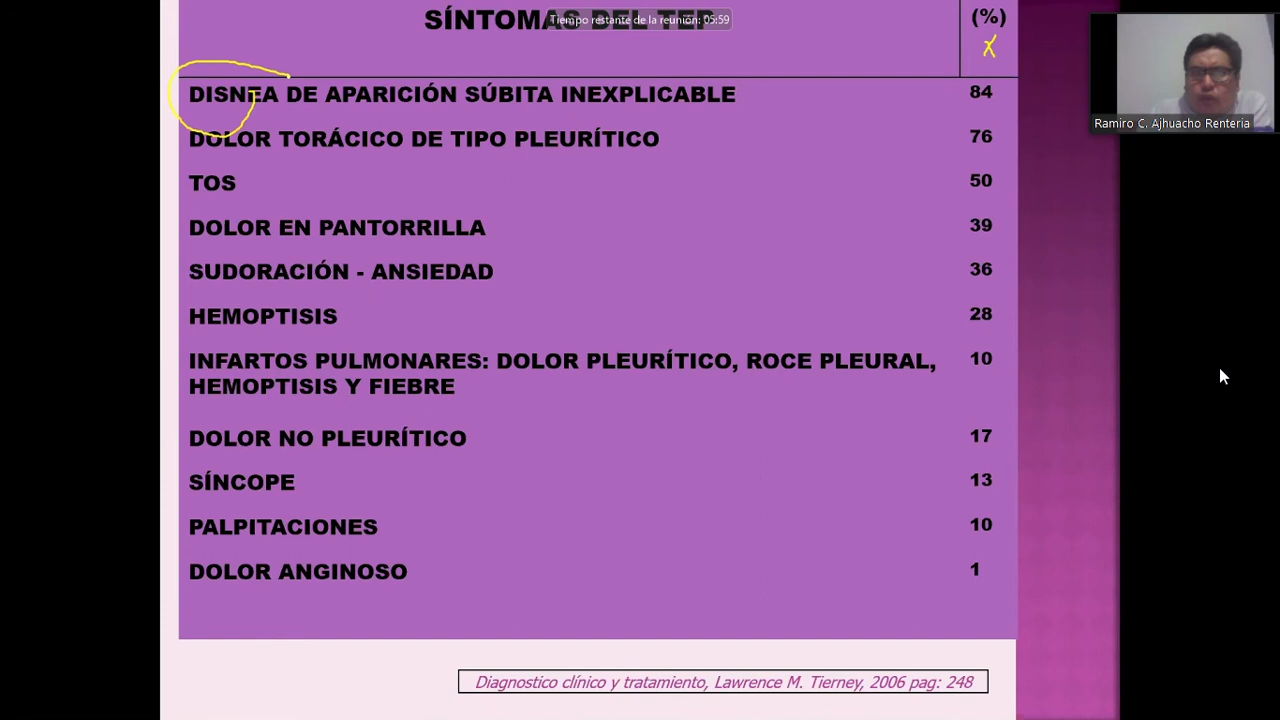 SÍNTOMAS DEL TEP
Tiempo restante de la reunión: 05:59
(%)
DISNEA DE APARICIÓN SÚBITA INEXPLICABLE 84
DOLOR TORÁCICO DE TIPO PLEURÍTICO 76
TOS 50
DOLOR EN PANTORRILLA 39
SUDORACIÓN - ANSIEDAD 36
HEMOPTISIS 28
INFARTOS PULMONARES: DOLOR PLEURÍTICO, ROCE PLEURAL, 10
HEMOPTISIS Y FIEBRE
DOLOR NO PLEURÍTICO 17
SÍNCOPE 13
PALPITACIONES 10
DOLOR ANGINOSO 1
Diagnostico clínico y tratamiento, Lawrence M. Tierney, 2006 pag: 248
Ramiro C. Ajhuacho Renteria